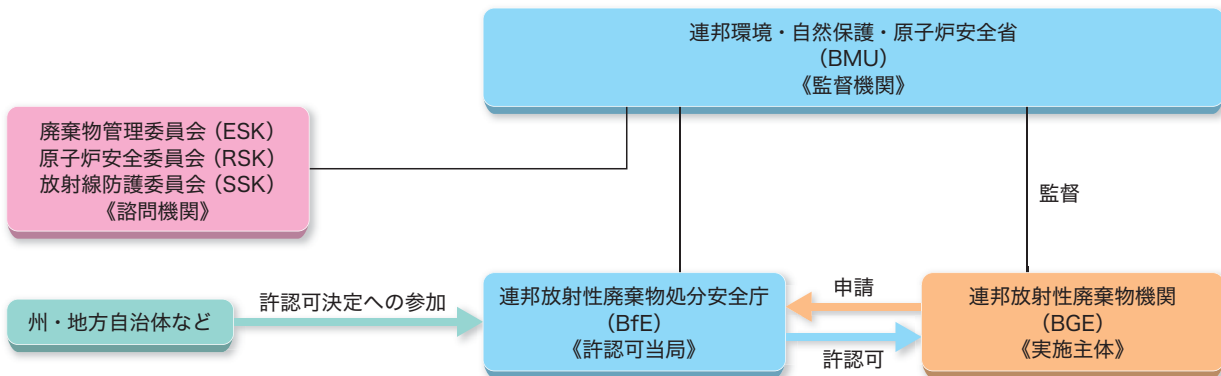 連邦環境・自然保護・原子炉安全省
（BMU）
《監督機関》
廃棄物管理委員会（ESK）
原子炉安全委員会（RSK）
放射線防護委員会（SSK）
《諮問機関》
監督
州・地方自治体など
許認可決定への参加
連邦放射性廃棄物処分安全庁
（BfE）
《許認可当局》
申請
許認可
連邦放射性廃棄物機関
（BGE）
《実施主体》